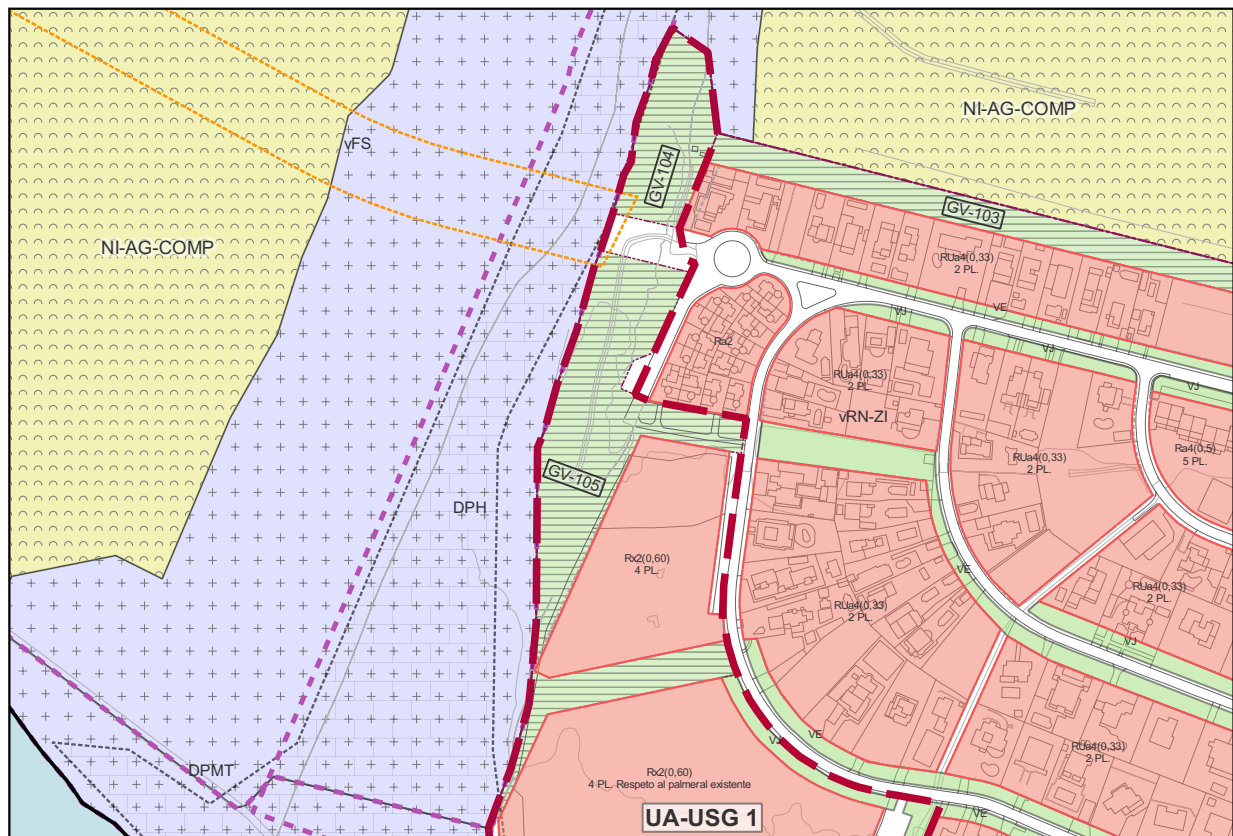 NI-AG-COMP
vFS
GV-104
GV-103
NI-AG-COMP
RUa4(0,33)
2 PL.
VE
VJ
VJ
VJ
Ra2
RUa4(0,33)
2 PL.
vRN-ZI
RUa4(0,33)
2 PL.
Ra4(0,5)
5 PL.
GV-105
DPH
Rx2(0,60)
4 PL.
VE
RUa4(0,33)
2 PL.
RUa4(0,33)
2 PL.
VJ
VJ
VE
RUa4(0,33)
2 PL.
DPMT
Rx2(0,60)
4 PL. Respeto al palmeral existente
UA-USG 1
VE